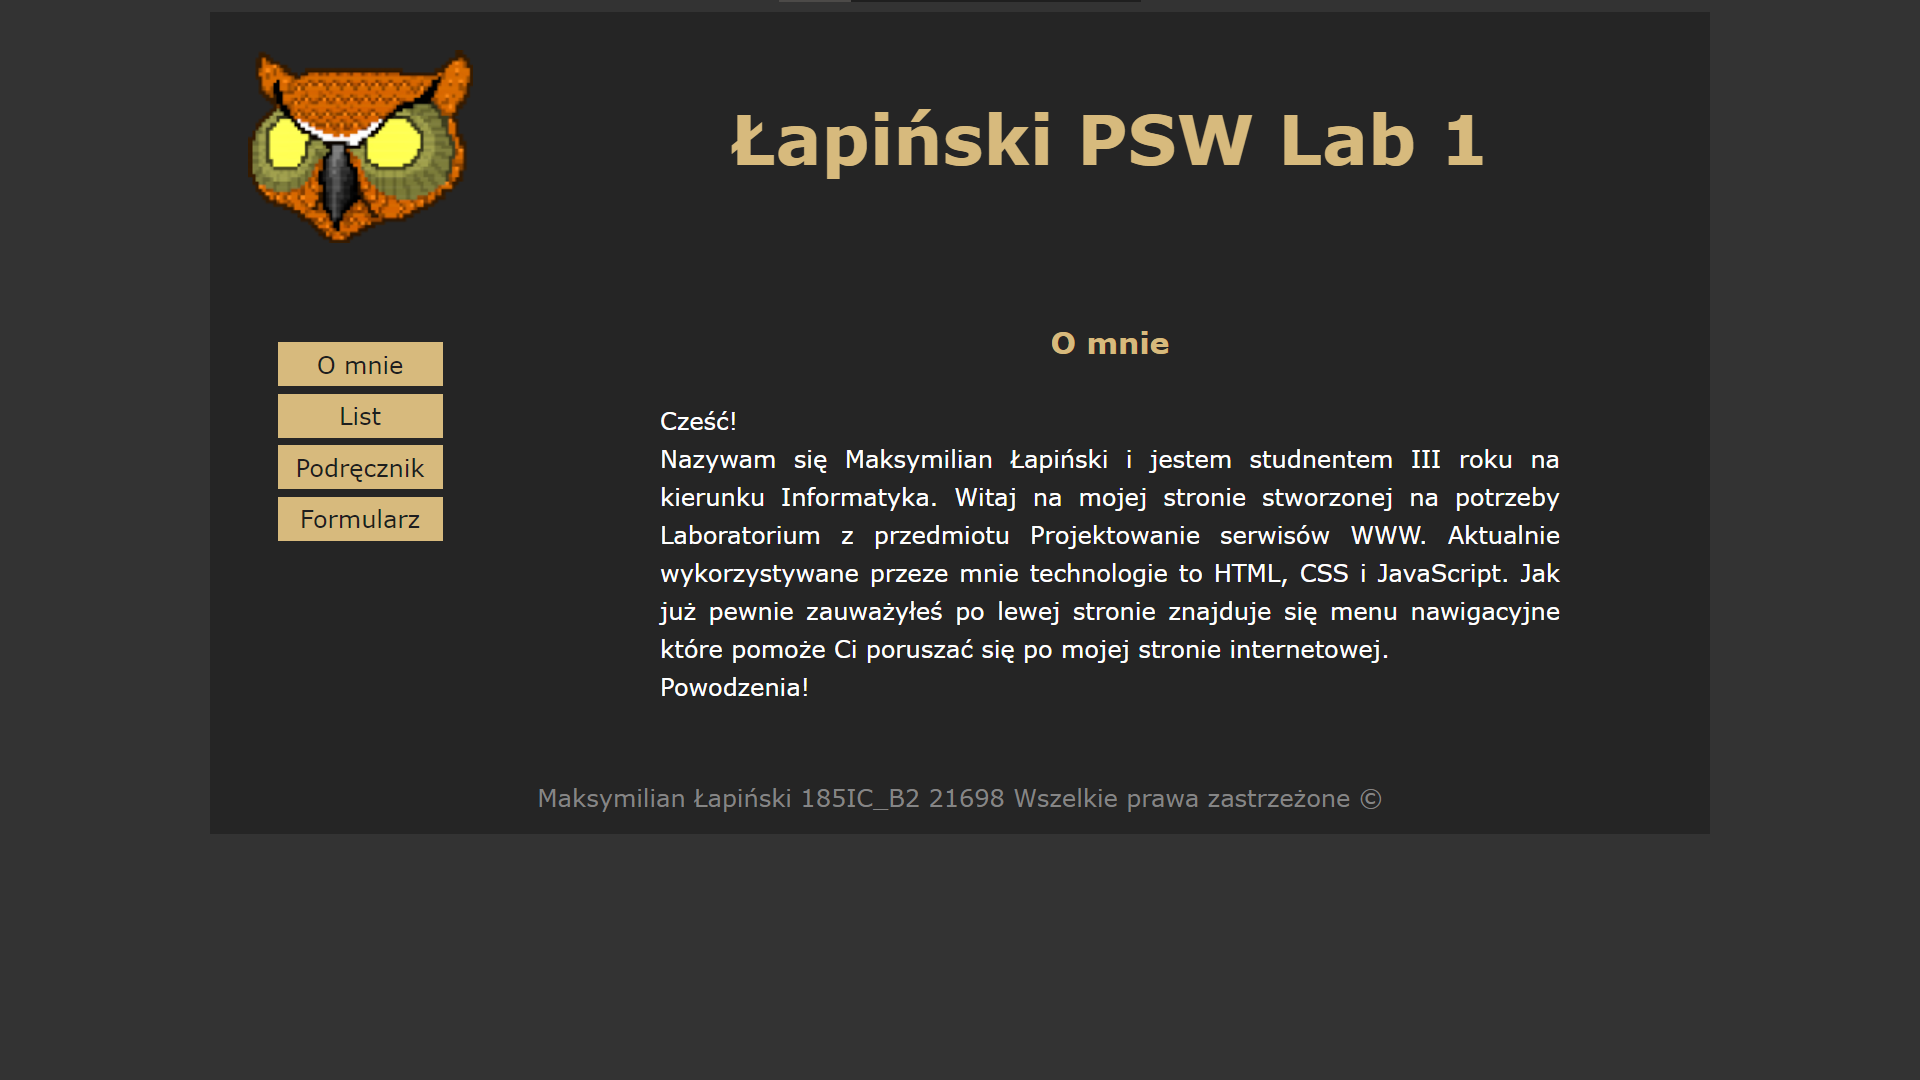 Łapiński PSW Lab 1
O mnie
List
Podręcznik
Formularz
O mnie
Cześć!
Nazywam się Maksymilian Łapiński i jestem studnentem III roku na
kierunku Informatyka. Witaj na mojej stronie stworzonej na potrzeby
Laboratorium z przedmiotu Projektowanie serwisów WWW. Aktualnie
wykorzystywane przeze mnie technologie to HTML, CSS i JavaScript. Jak
już pewnie zauważyłeś po lewej stronie znajduje się menu nawigacyjne
które pomoże Ci poruszać się po mojej stronie internetowej.
Powodzenia!
Maksymilian Łapiński 185IC_B2 21698 Wszelkie prawa zastrzeżone ©